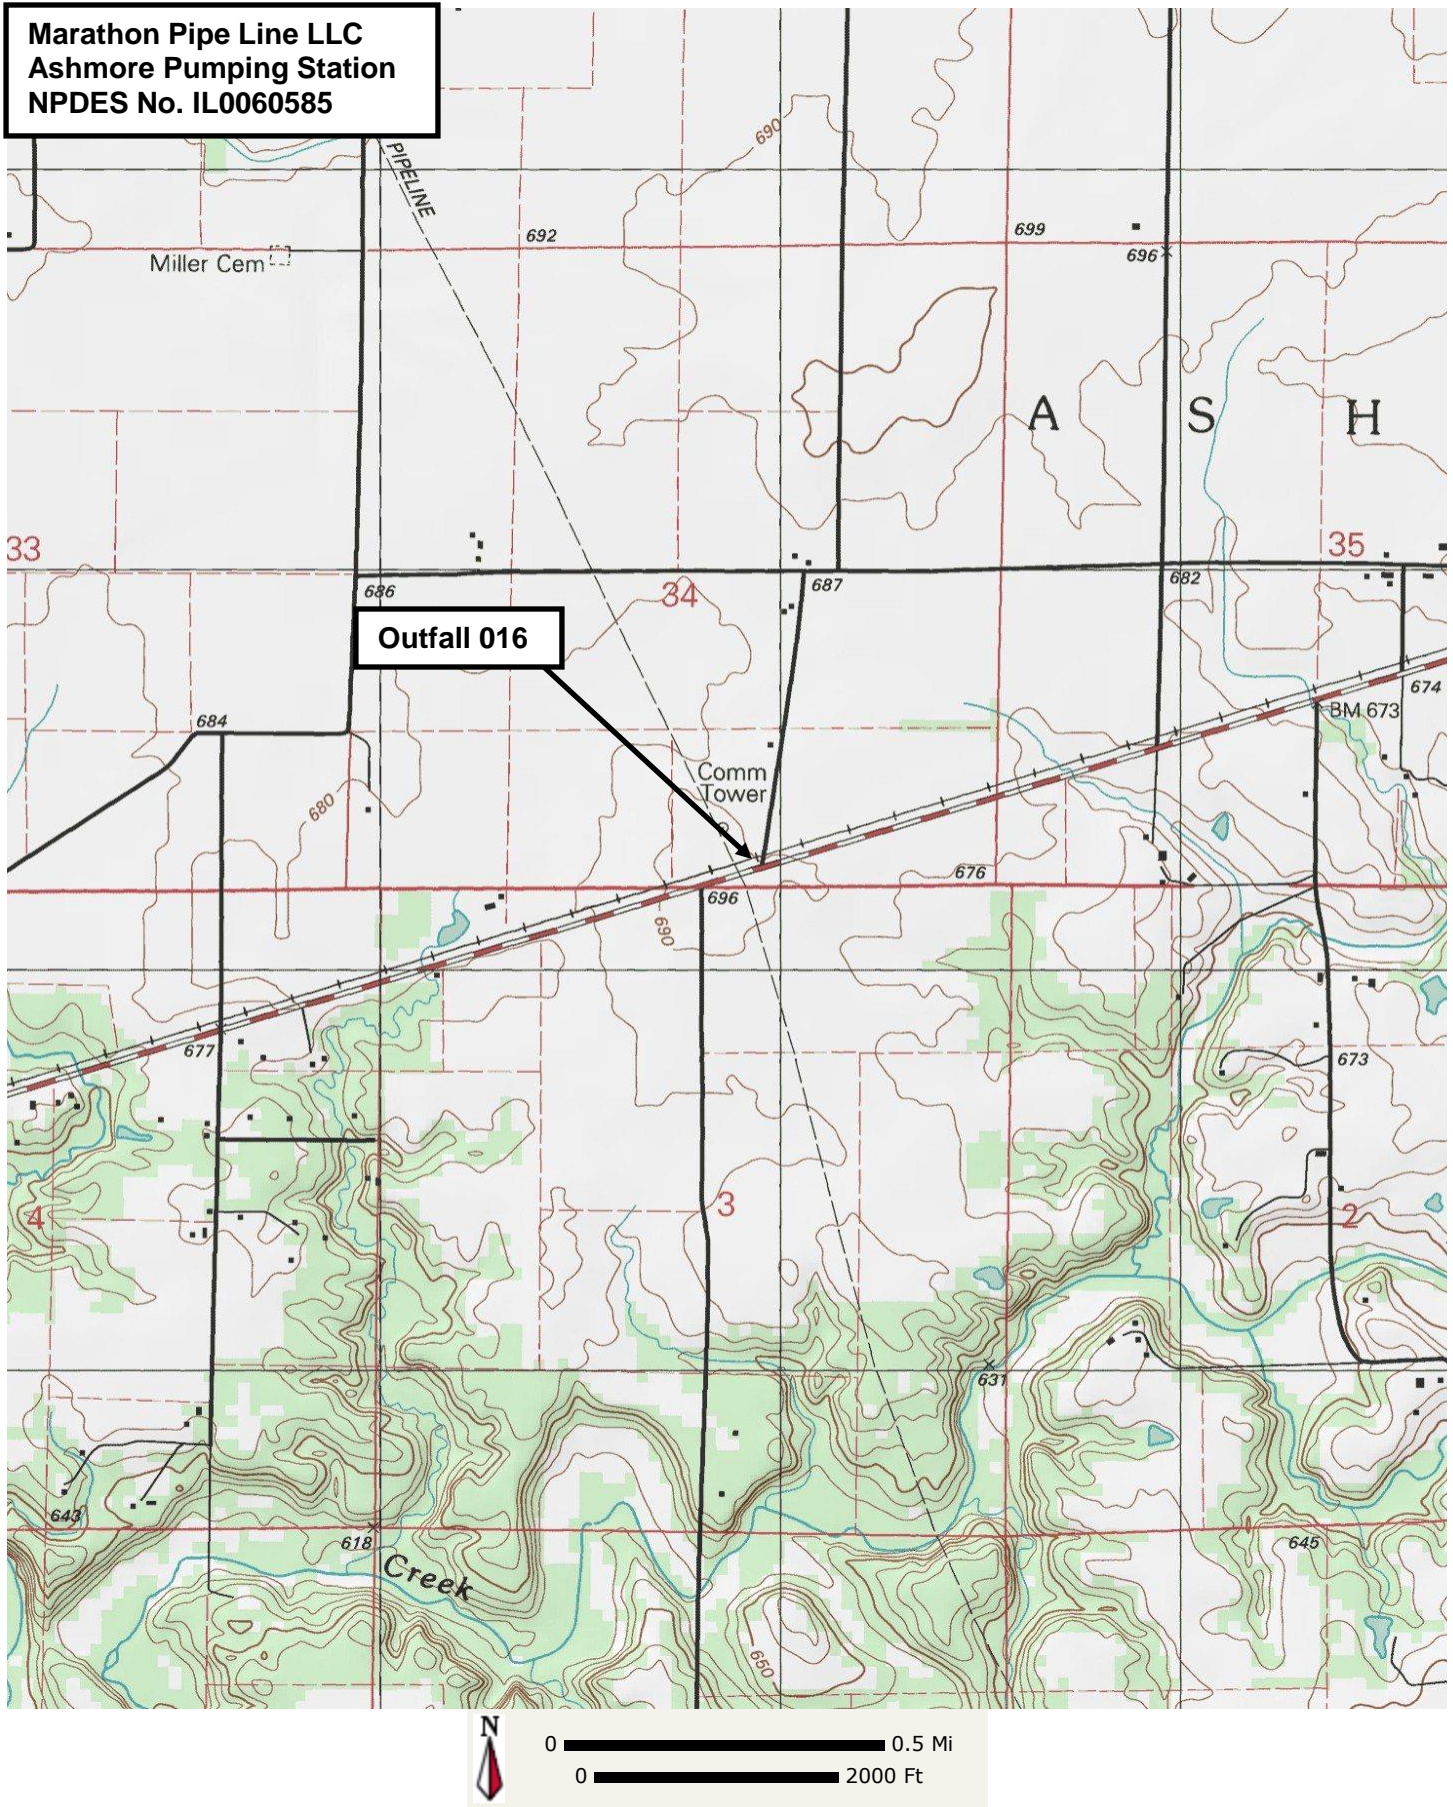 Marathon Pipe Line LLC
Ashmore Pumping Station
NPDES No. IL0060585
PIPELINE
690
692
699
696
Miller Cem
A S H
33
35
686
34
687
682
Outfall 016
674
684
BM 673
Comm
Tower
680
676
696
690
677
673
4
3
2
631
643
618
645
Creek
650
N
0 0.5 Mi
0 2000 Ft